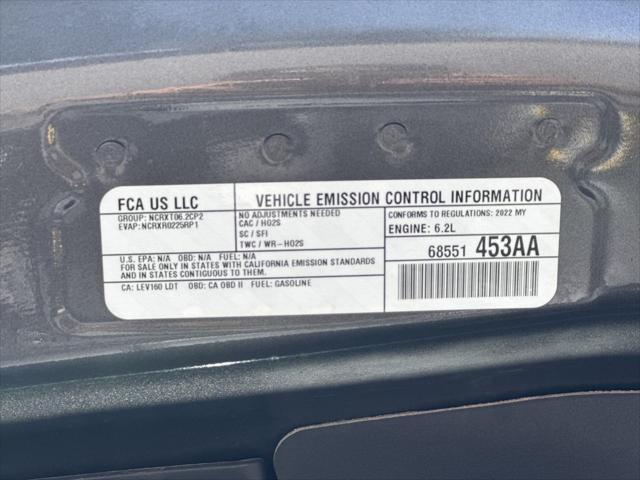 FCA US LLC
VEHICLE EMISSION CONTROL INFORMATION
GROUP: NCRXT06.2CP2
EVAP: NCRXR0225RP1
NO ADJUSTMENTS NEEDED
CAC / HO2S
SC / SFI
TWC / WR-HO2S
CONFORMS TO REGULATIONS: 2022 MY
ENGINE: 6.2L
U.S. EPA: N/A OBD: N/A FUEL: N/A
FOR SALE ONLY IN STATES WITH CALIFORNIA EMISSION STANDARDS
AND IN STATES CONTIGUOUS TO THEM.
CA: LEV160 LDT OBD: CA OBD II FUEL: GASOLINE
68551 453AA